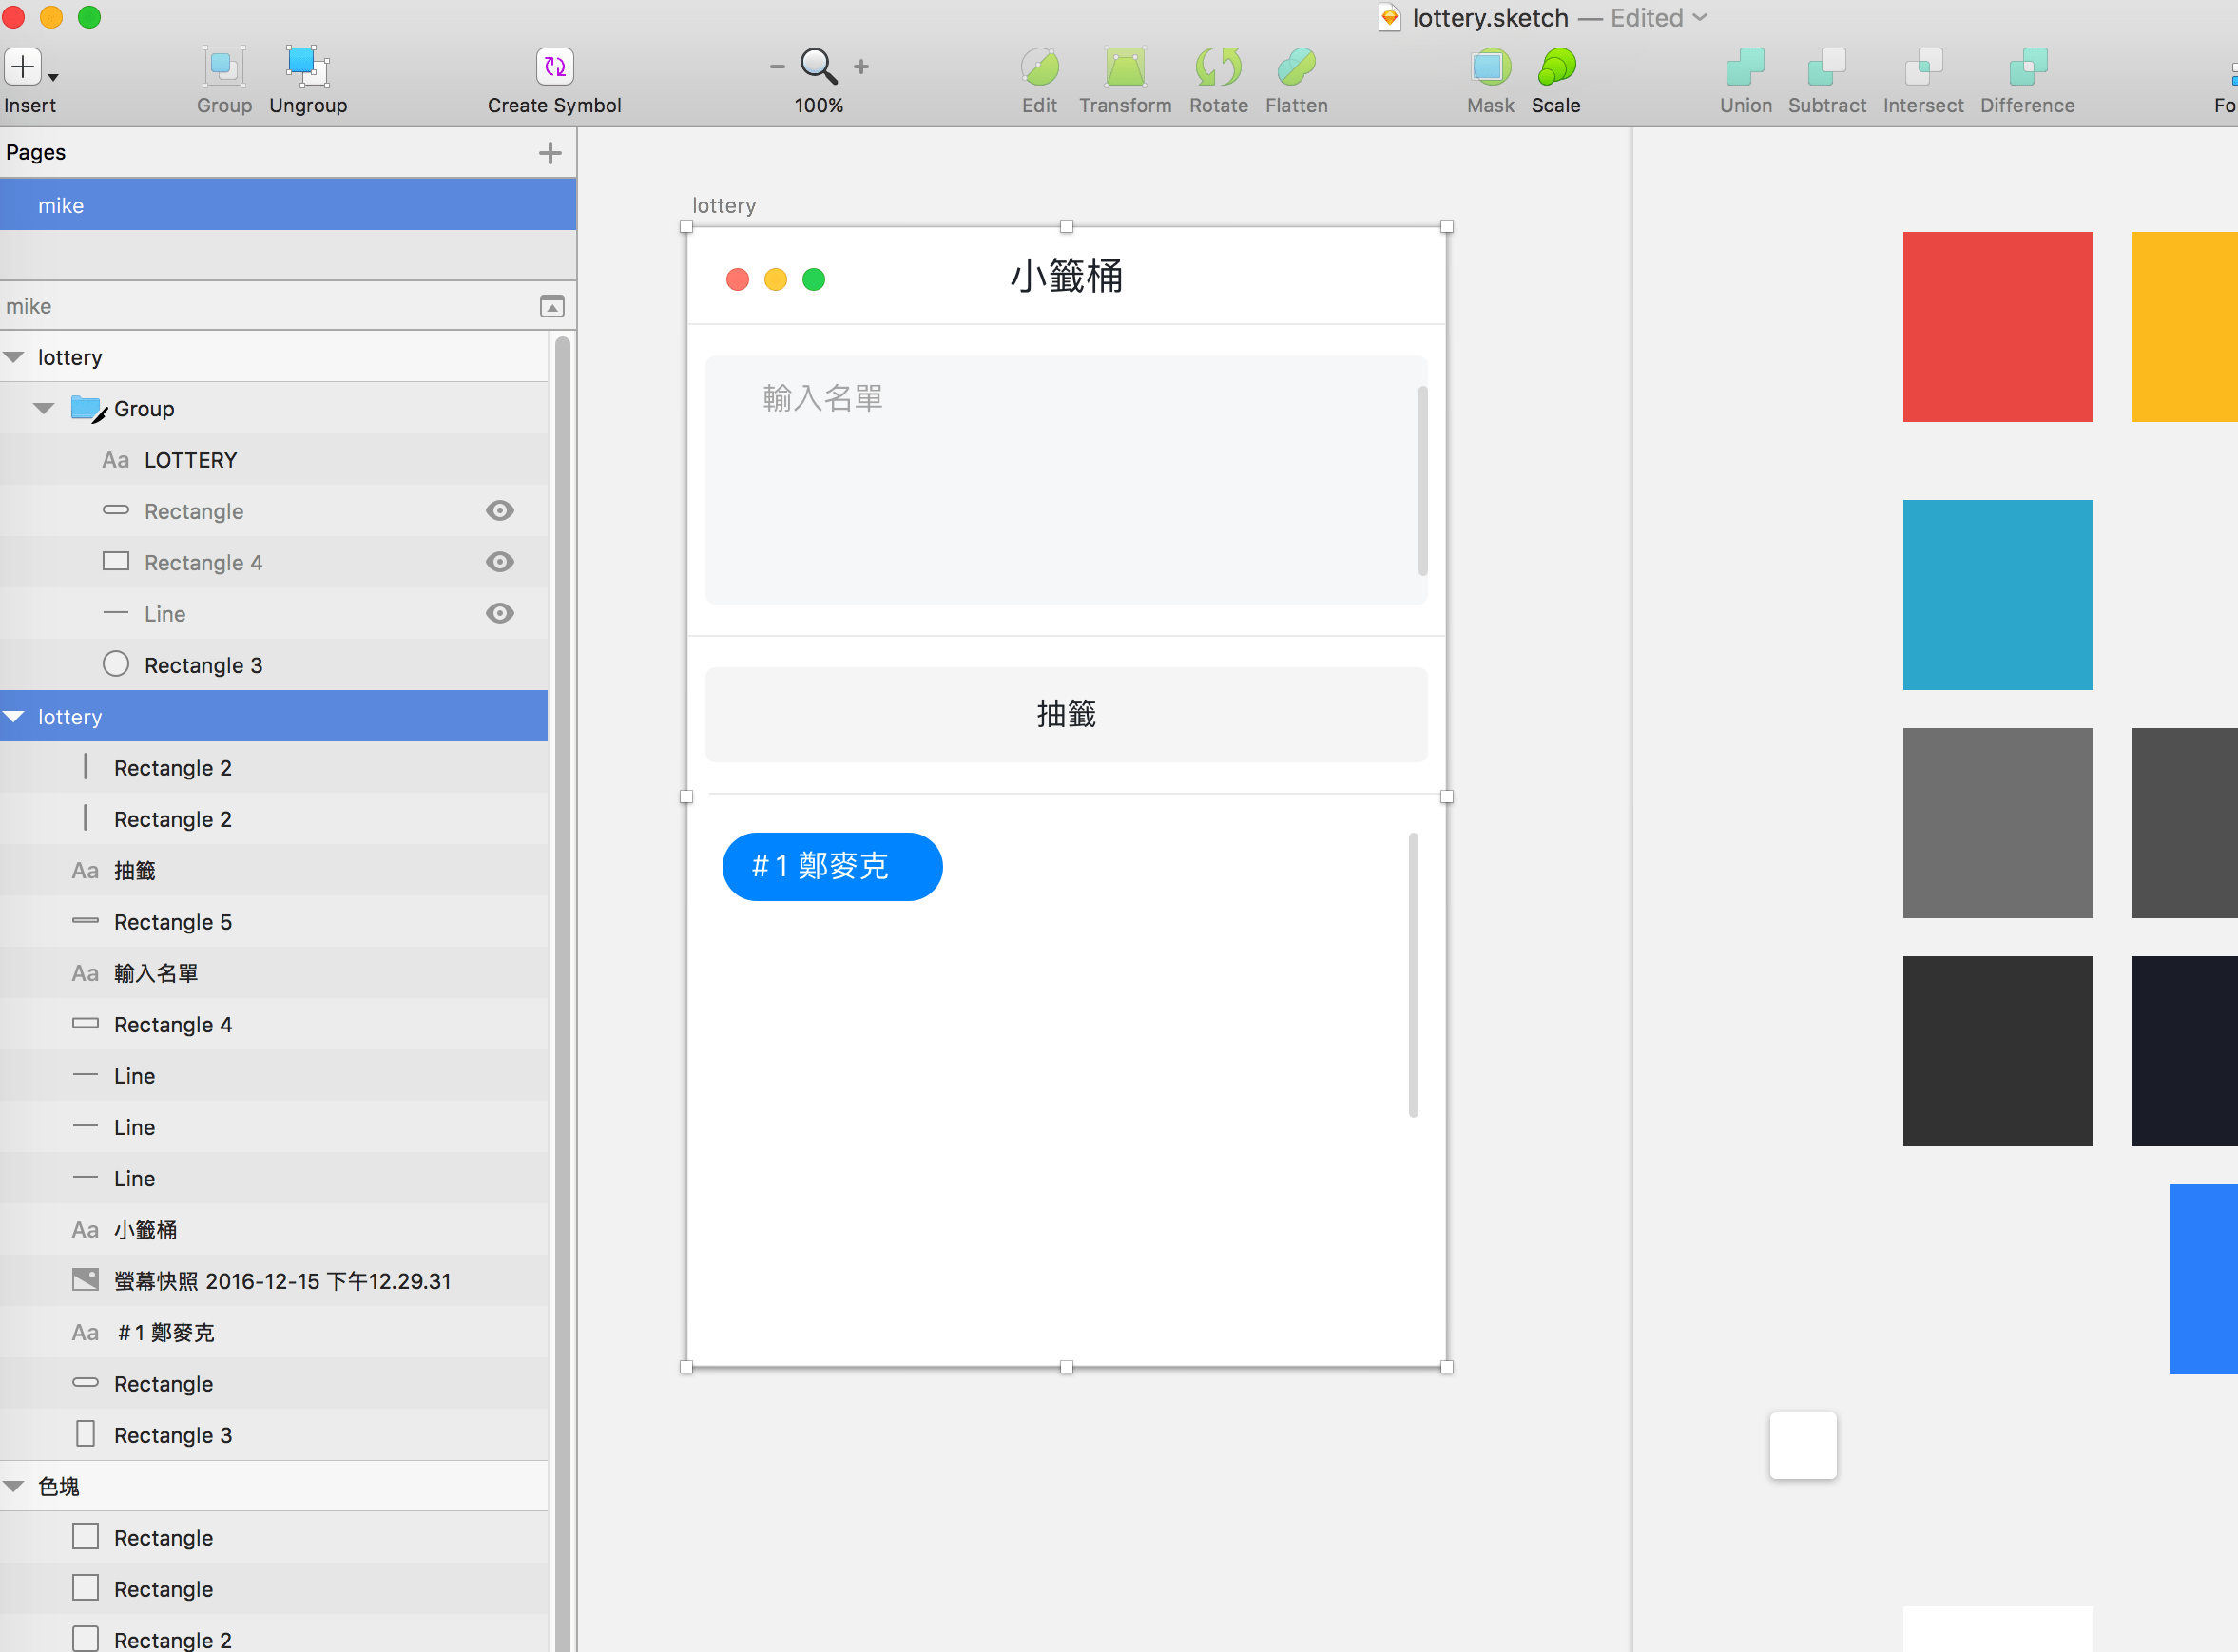 lottery.sketch — Edited
Insert
Group
Ungroup
Create Symbol
100%
Edit
Transform
Rotate
Flatten
Mask
Scale
Union
Subtract
Intersect
Difference
Fo
Pages
mike
mike
lottery
Group
Aa LOTTERY
Rectangle
Rectangle 4
Line
Rectangle 3
lottery
Rectangle 2
Rectangle 2
Aa 抽籤
Rectangle 5
Aa 輸入名單
Rectangle 4
Line
Line
Line
Aa 小籤桶
螢幕快照 2016-12-15 下午12.29.31
Aa #1 鄭麥克
Rectangle
Rectangle 3
色塊
Rectangle
Rectangle
Rectangle 2
lottery
小籤桶
輸入名單
抽籤
#1 鄭麥克